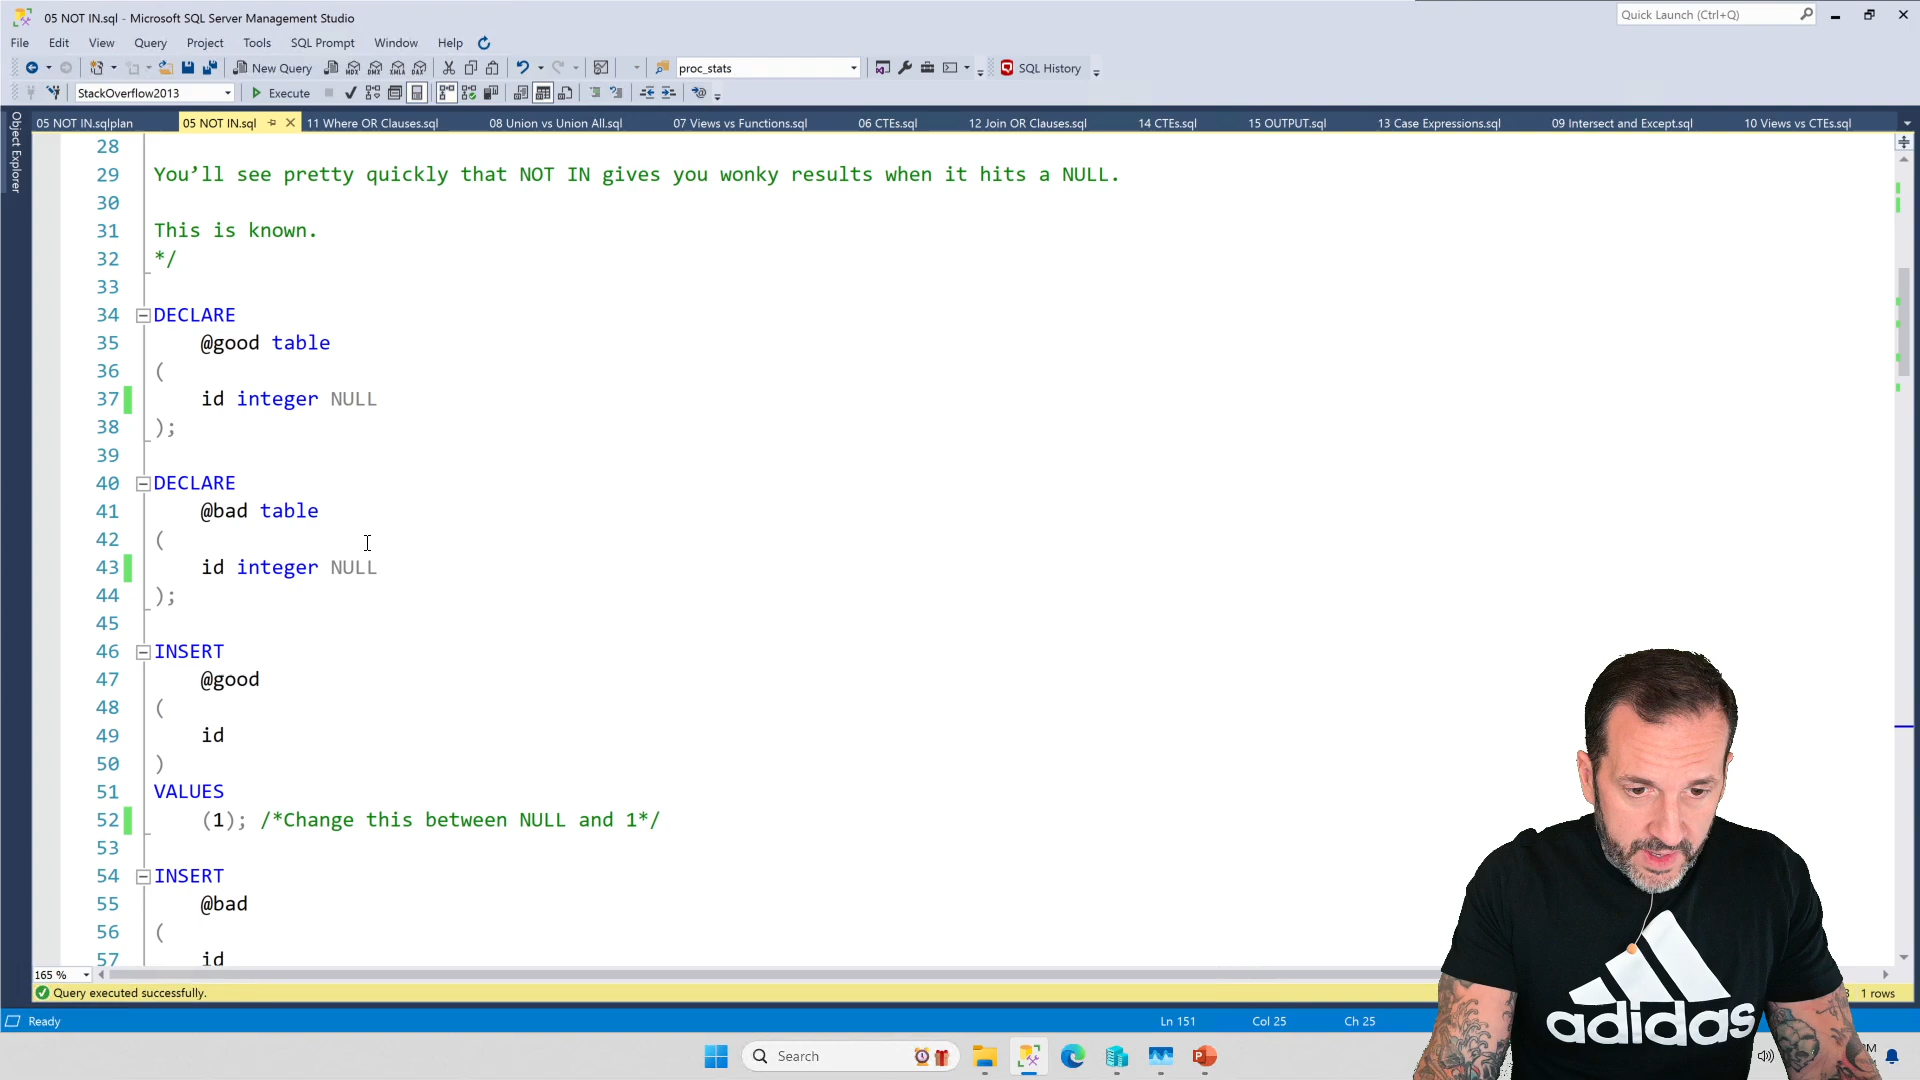 05 NOT IN.sql - Microsoft SQL Server Management Studio
Quick Launch (Ctrl+Q)
File Edit View Query Project Tools SQL Prompt Window Help
New Query MDX DMX XMLA DAX proc_stats SQL History
StackOverflow2013 Execute
05 NOT IN.sqlplan 05 NOT IN.sql 11 Where OR Clauses.sql 08 Union vs Union All.sql 07 Views vs Functions.sql 06 CTEs.sql 12 Join OR Clauses.sql 14 CTEs.sql 15 OUTPUT.sql 13 Case Expressions.sql 09 Intersect and Except.sql 10 Views vs CTEs.sql
Object Explorer
28
29 You’ll see pretty quickly that NOT IN gives you wonky results when it hits a NULL.
30
31 This is known.
32 */
33
34 DECLARE
35 @good table
36 (
37 id integer NULL
38 );
39
40 DECLARE
41 @bad table
42 (
43 id integer NULL
44 );
45
46 INSERT
47 @good
48 (
49 id
50 )
51 VALUES
52 (1); /*Change this between NULL and 1*/
53
54 INSERT
55 @bad
56 (
57 id
165 %
Query executed successfully. 1 rows
Ready Ln 151 Col 25 Ch 25
adidas
Search